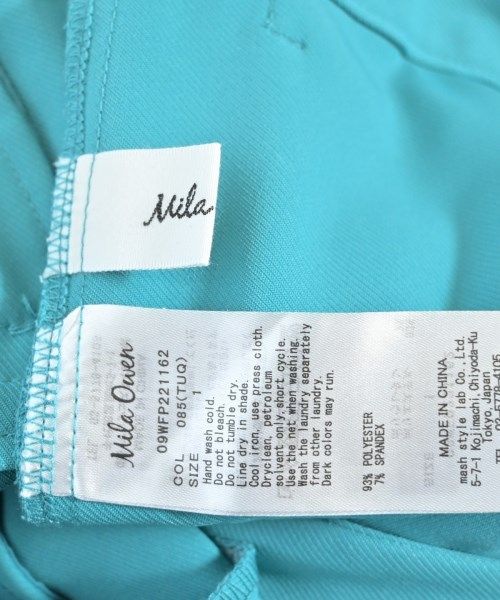 Mila
Mila Owen
09WFP221162
COL 085(TUQ)
SIZE 1
Hand wash cold.
Do not bleach.
Do not tumble dry.
Line dry in shade.
Cool iron, use press cloth.
Dryclean, petroleum
solvent only, short cycle.
Use the net when washing.
Wash the laundry separately
from other laundry.
Dark colors may run.
93% POLYESTER
7% SPANDEX
MADE IN CHINA
mash style lab Co.,Ltd.
5-7-1 Kojimachi, Chiyoda-Ku
Tokyo, Japan